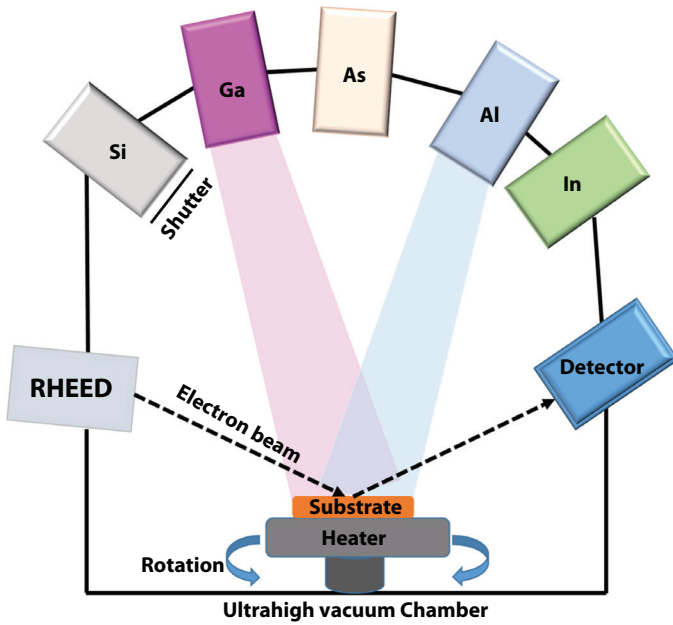 Ga
As
Al
Si
In
Shutter
RHEED
Electron beam
Detector
Substrate
Heater
Rotation
Ultrahigh vacuum Chamber